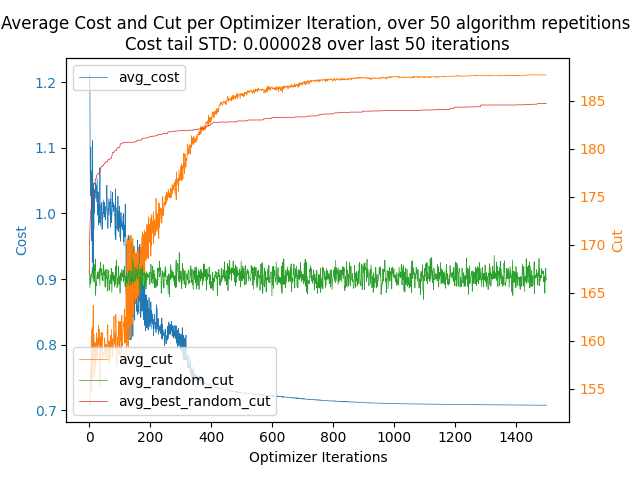 Average Cost and Cut per Optimizer Iteration, over 50 algorithm repetitions
Cost tail STD: 0.000028 over last 50 iterations
avg_cost
1.2
1.1
1.0
0.9
0.8
0.7
Cost
185
180
175
170
165
160
155
Cut
avg_cut
avg_random_cut
avg_best_random_cut
0 200 400 600 800 1000 1200 1400
Optimizer Iterations